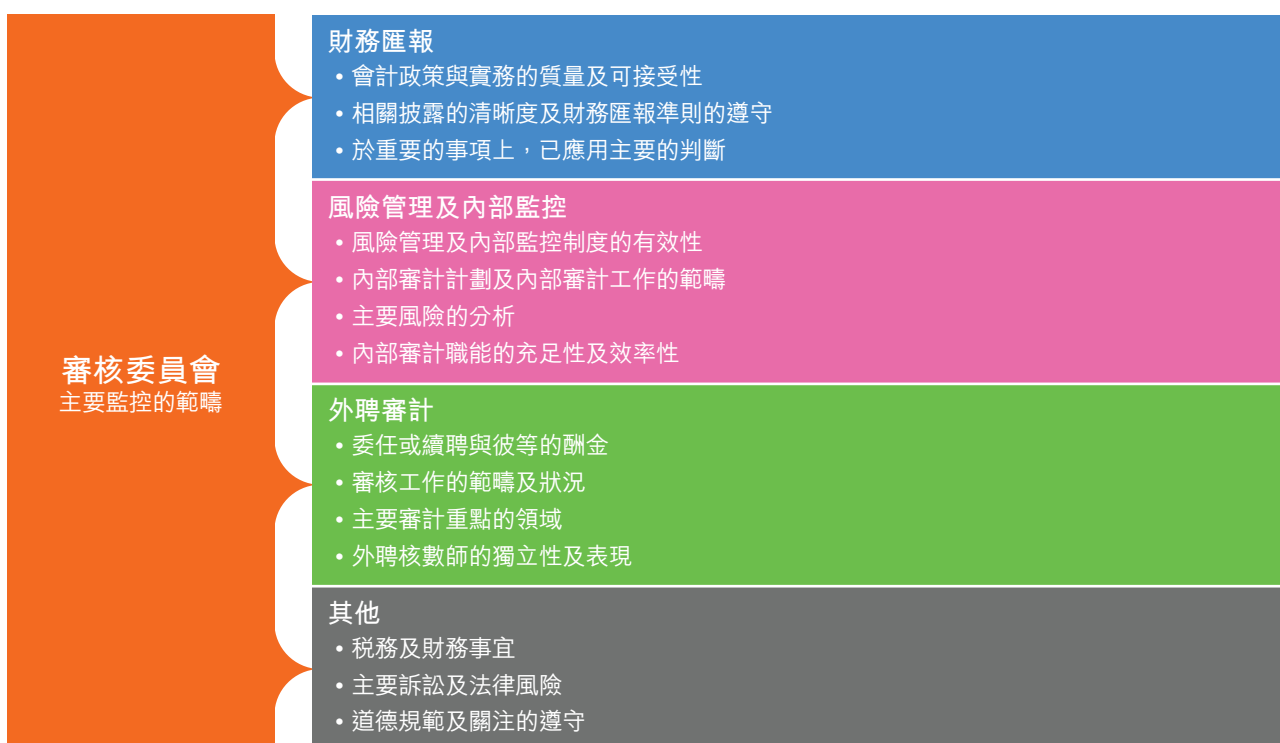 審核委員會
主要監控的範疇
財務匯報
• 會計政策與實務的質量及可接受性
• 相關披露的清晰度及財務匯報準則的遵守
• 於重要的事項上，已應用主要的判斷
風險管理及內部監控
• 風險管理及內部監控制度的有效性
• 內部審計計劃及內部審計工作的範疇
• 主要風險的分析
• 內部審計職能的充足性及效率性
外聘審計
• 委任或續聘與彼等的酬金
• 審核工作的範疇及狀況
• 主要審計重點的領域
• 外聘核數師的獨立性及表現
其他
• 税務及財務事宜
• 主要訴訟及法律風險
• 道德規範及關注的遵守